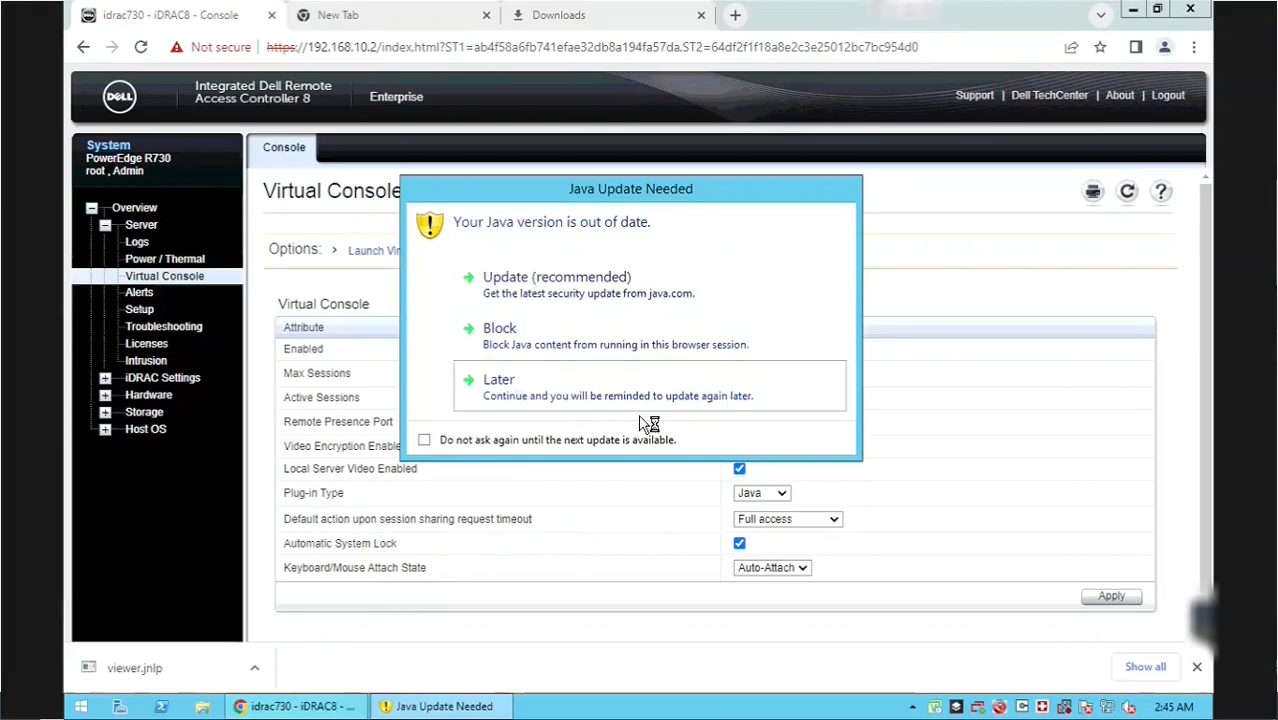 idrac730 - iDRAC8 - Console
New Tab
Downloads
Not secure
https://192.168.10.2/index.html?ST1=ab4f58a6fb741efae32db8a194fa57da,ST2=64df2f1f18a8e2c3e25012bc7bc954d0
DELL
Integrated Dell Remote
Access Controller 8
Enterprise
Support | Dell TechCenter | About | Logout
System
PowerEdge R730
root , Admin
Overview
Server
Logs
Power / Thermal
Virtual Console
Alerts
Setup
Troubleshooting
Licenses
Intrusion
iDRAC Settings
Hardware
Storage
Host OS
Console
Virtual Console
Options:
Launch Vir
Java Update Needed
Your Java version is out of date.
Update (recommended)
Get the latest security update from java.com.
Block
Block Java content from running in this browser session.
Later
Continue and you will be reminded to update again later.
Do not ask again until the next update is available.
Virtual Console
Attribute
Enabled
Max Sessions
Active Sessions
Remote Presence Port
Video Encryption Enable
Local Server Video Enabled
Plug-in Type
Java
Default action upon session sharing request timeout
Full access
Automatic System Lock
Keyboard/Mouse Attach State
Auto-Attach
Apply
viewer.jnlp
Show all
idrac730 - iDRAC8 - ...
Java Update Needed
2:45 AM